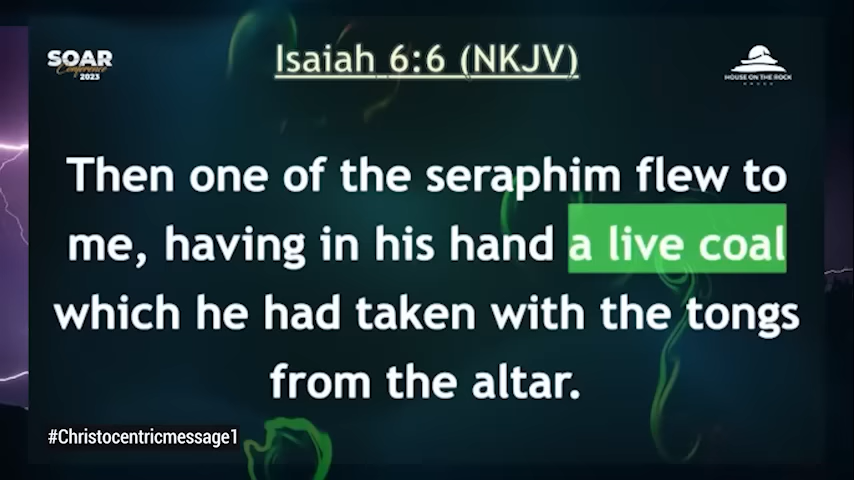 SOAR
Conference
2023
Isaiah 6:6 (NKJV)
HOUSE ON THE ROCK
Then one of the seraphim flew to
me, having in his hand a live coal
which he had taken with the tongs
from the altar.
#Christocentricmessage1